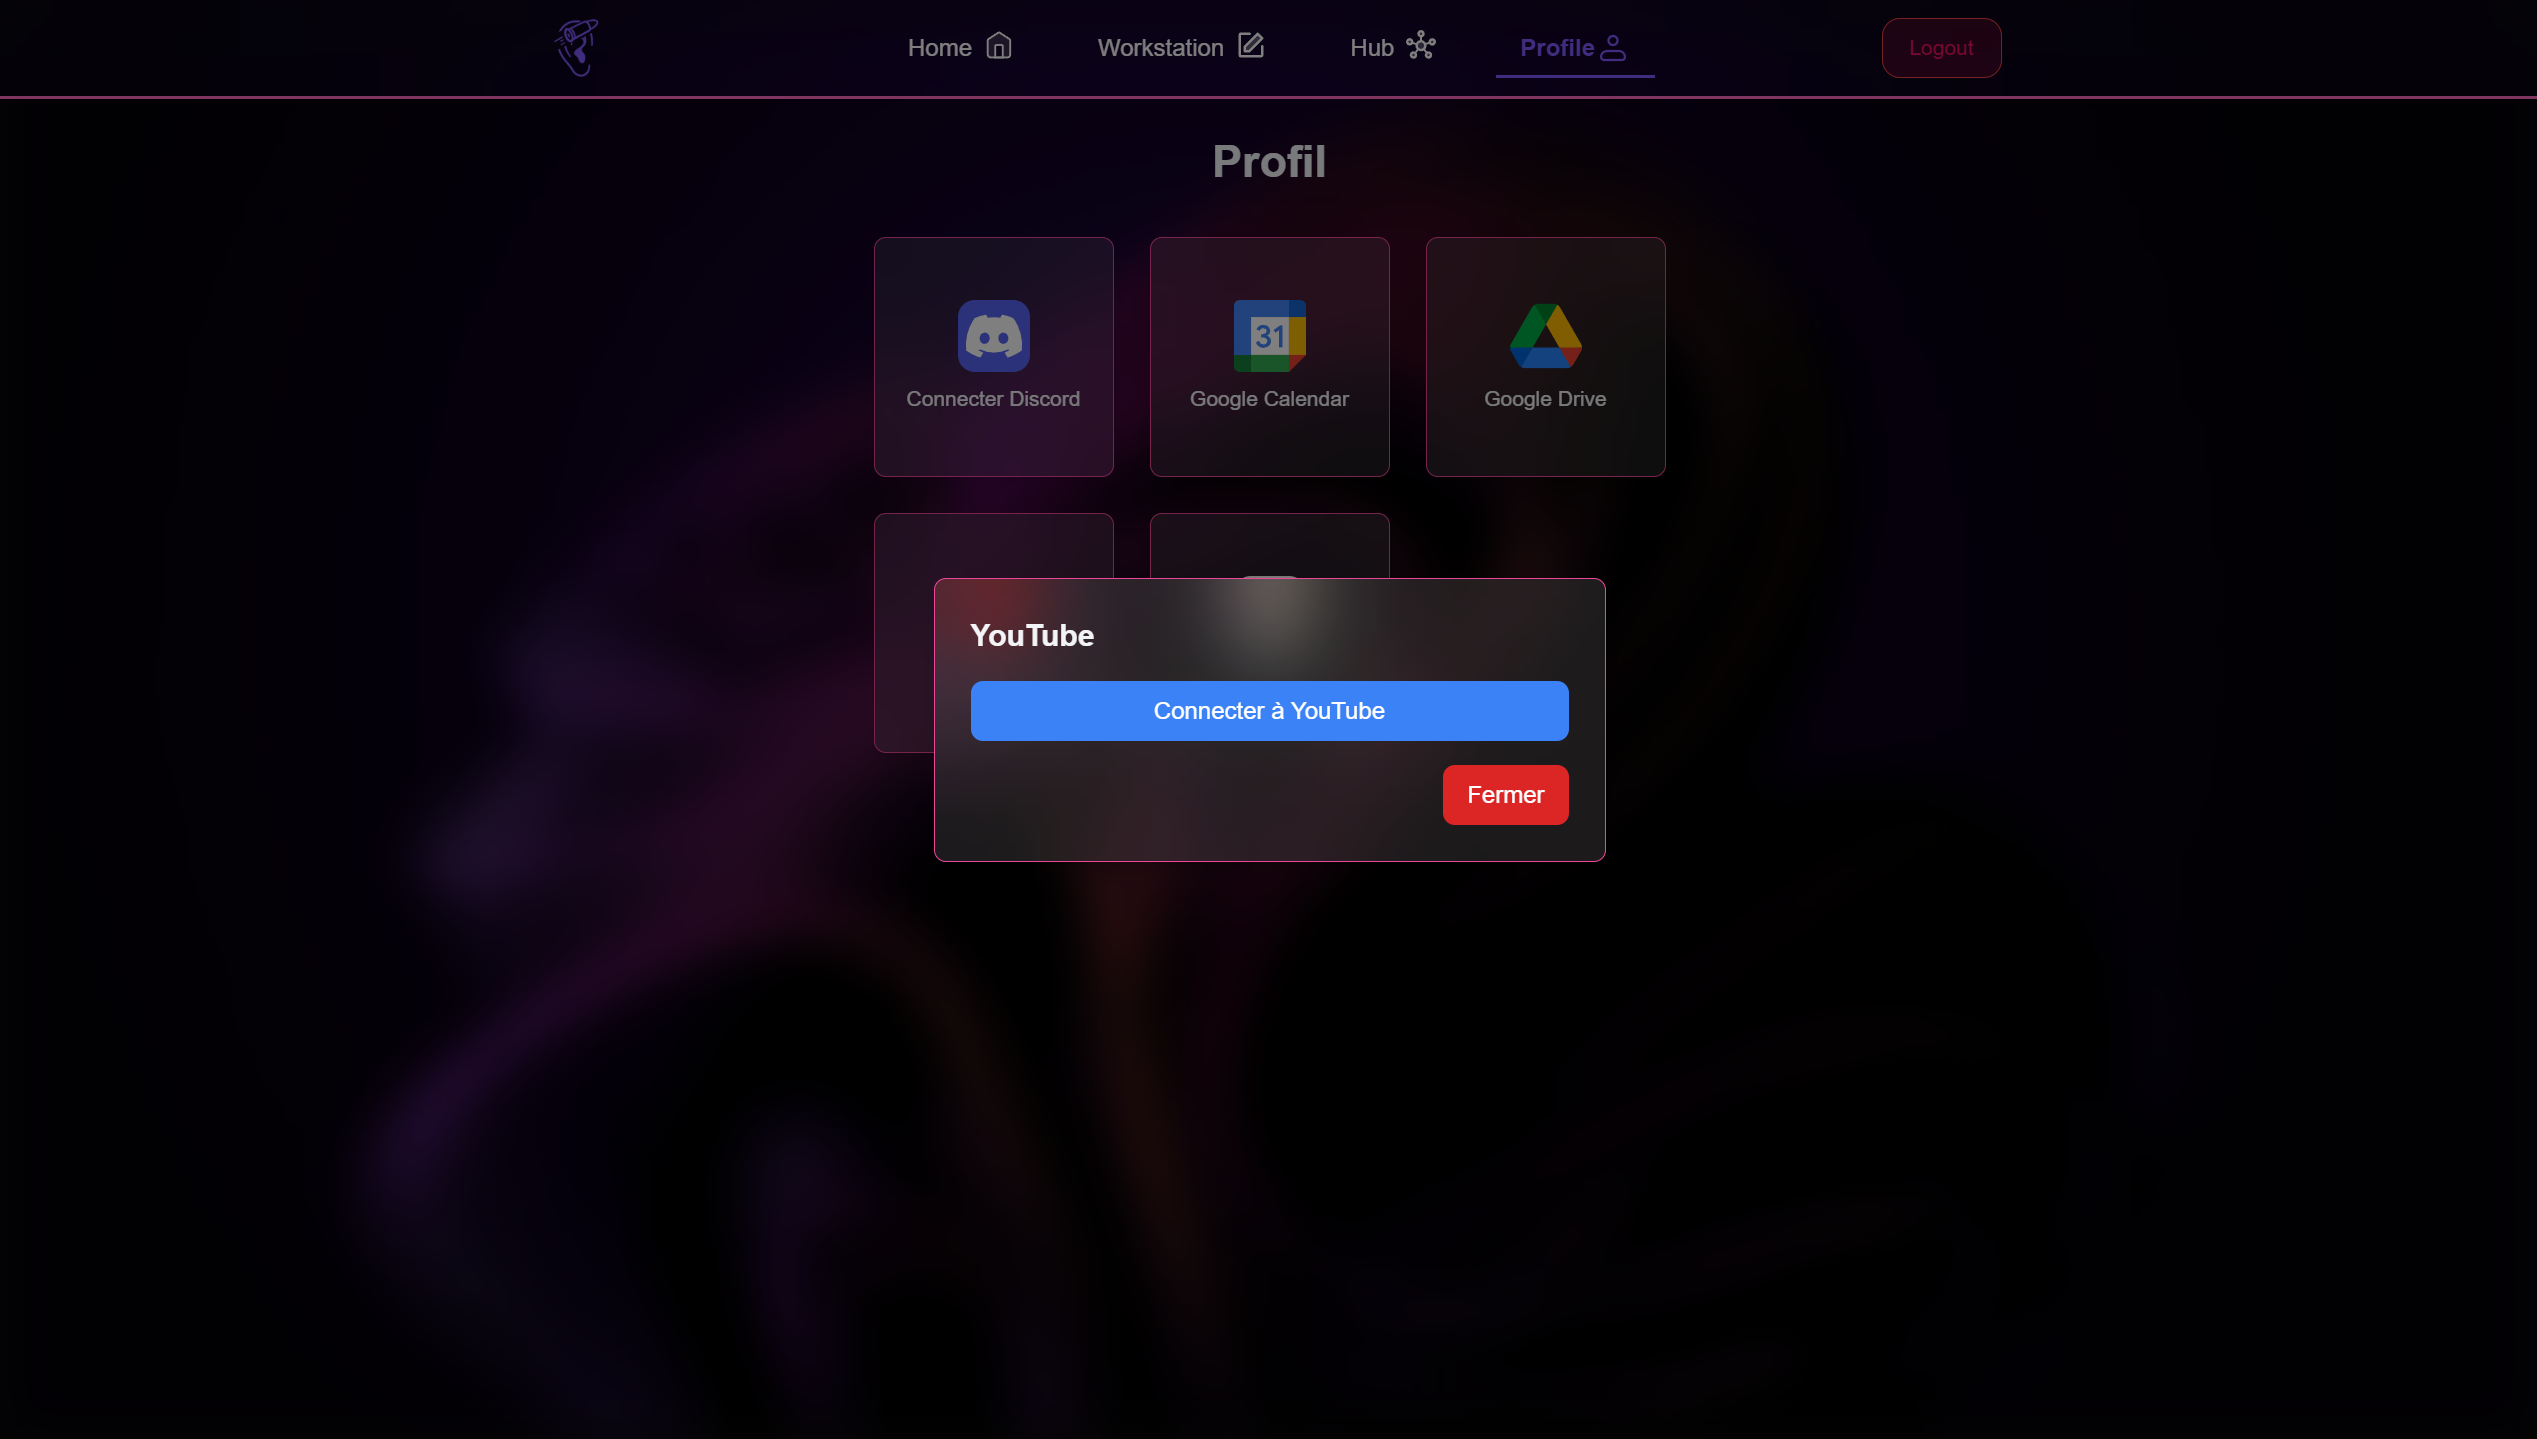 Home
Workstation
Hub
Profile
Logout
Profil
Connecter Discord
31
Google Calendar
Google Drive
YouTube
Connecter à YouTube
Fermer